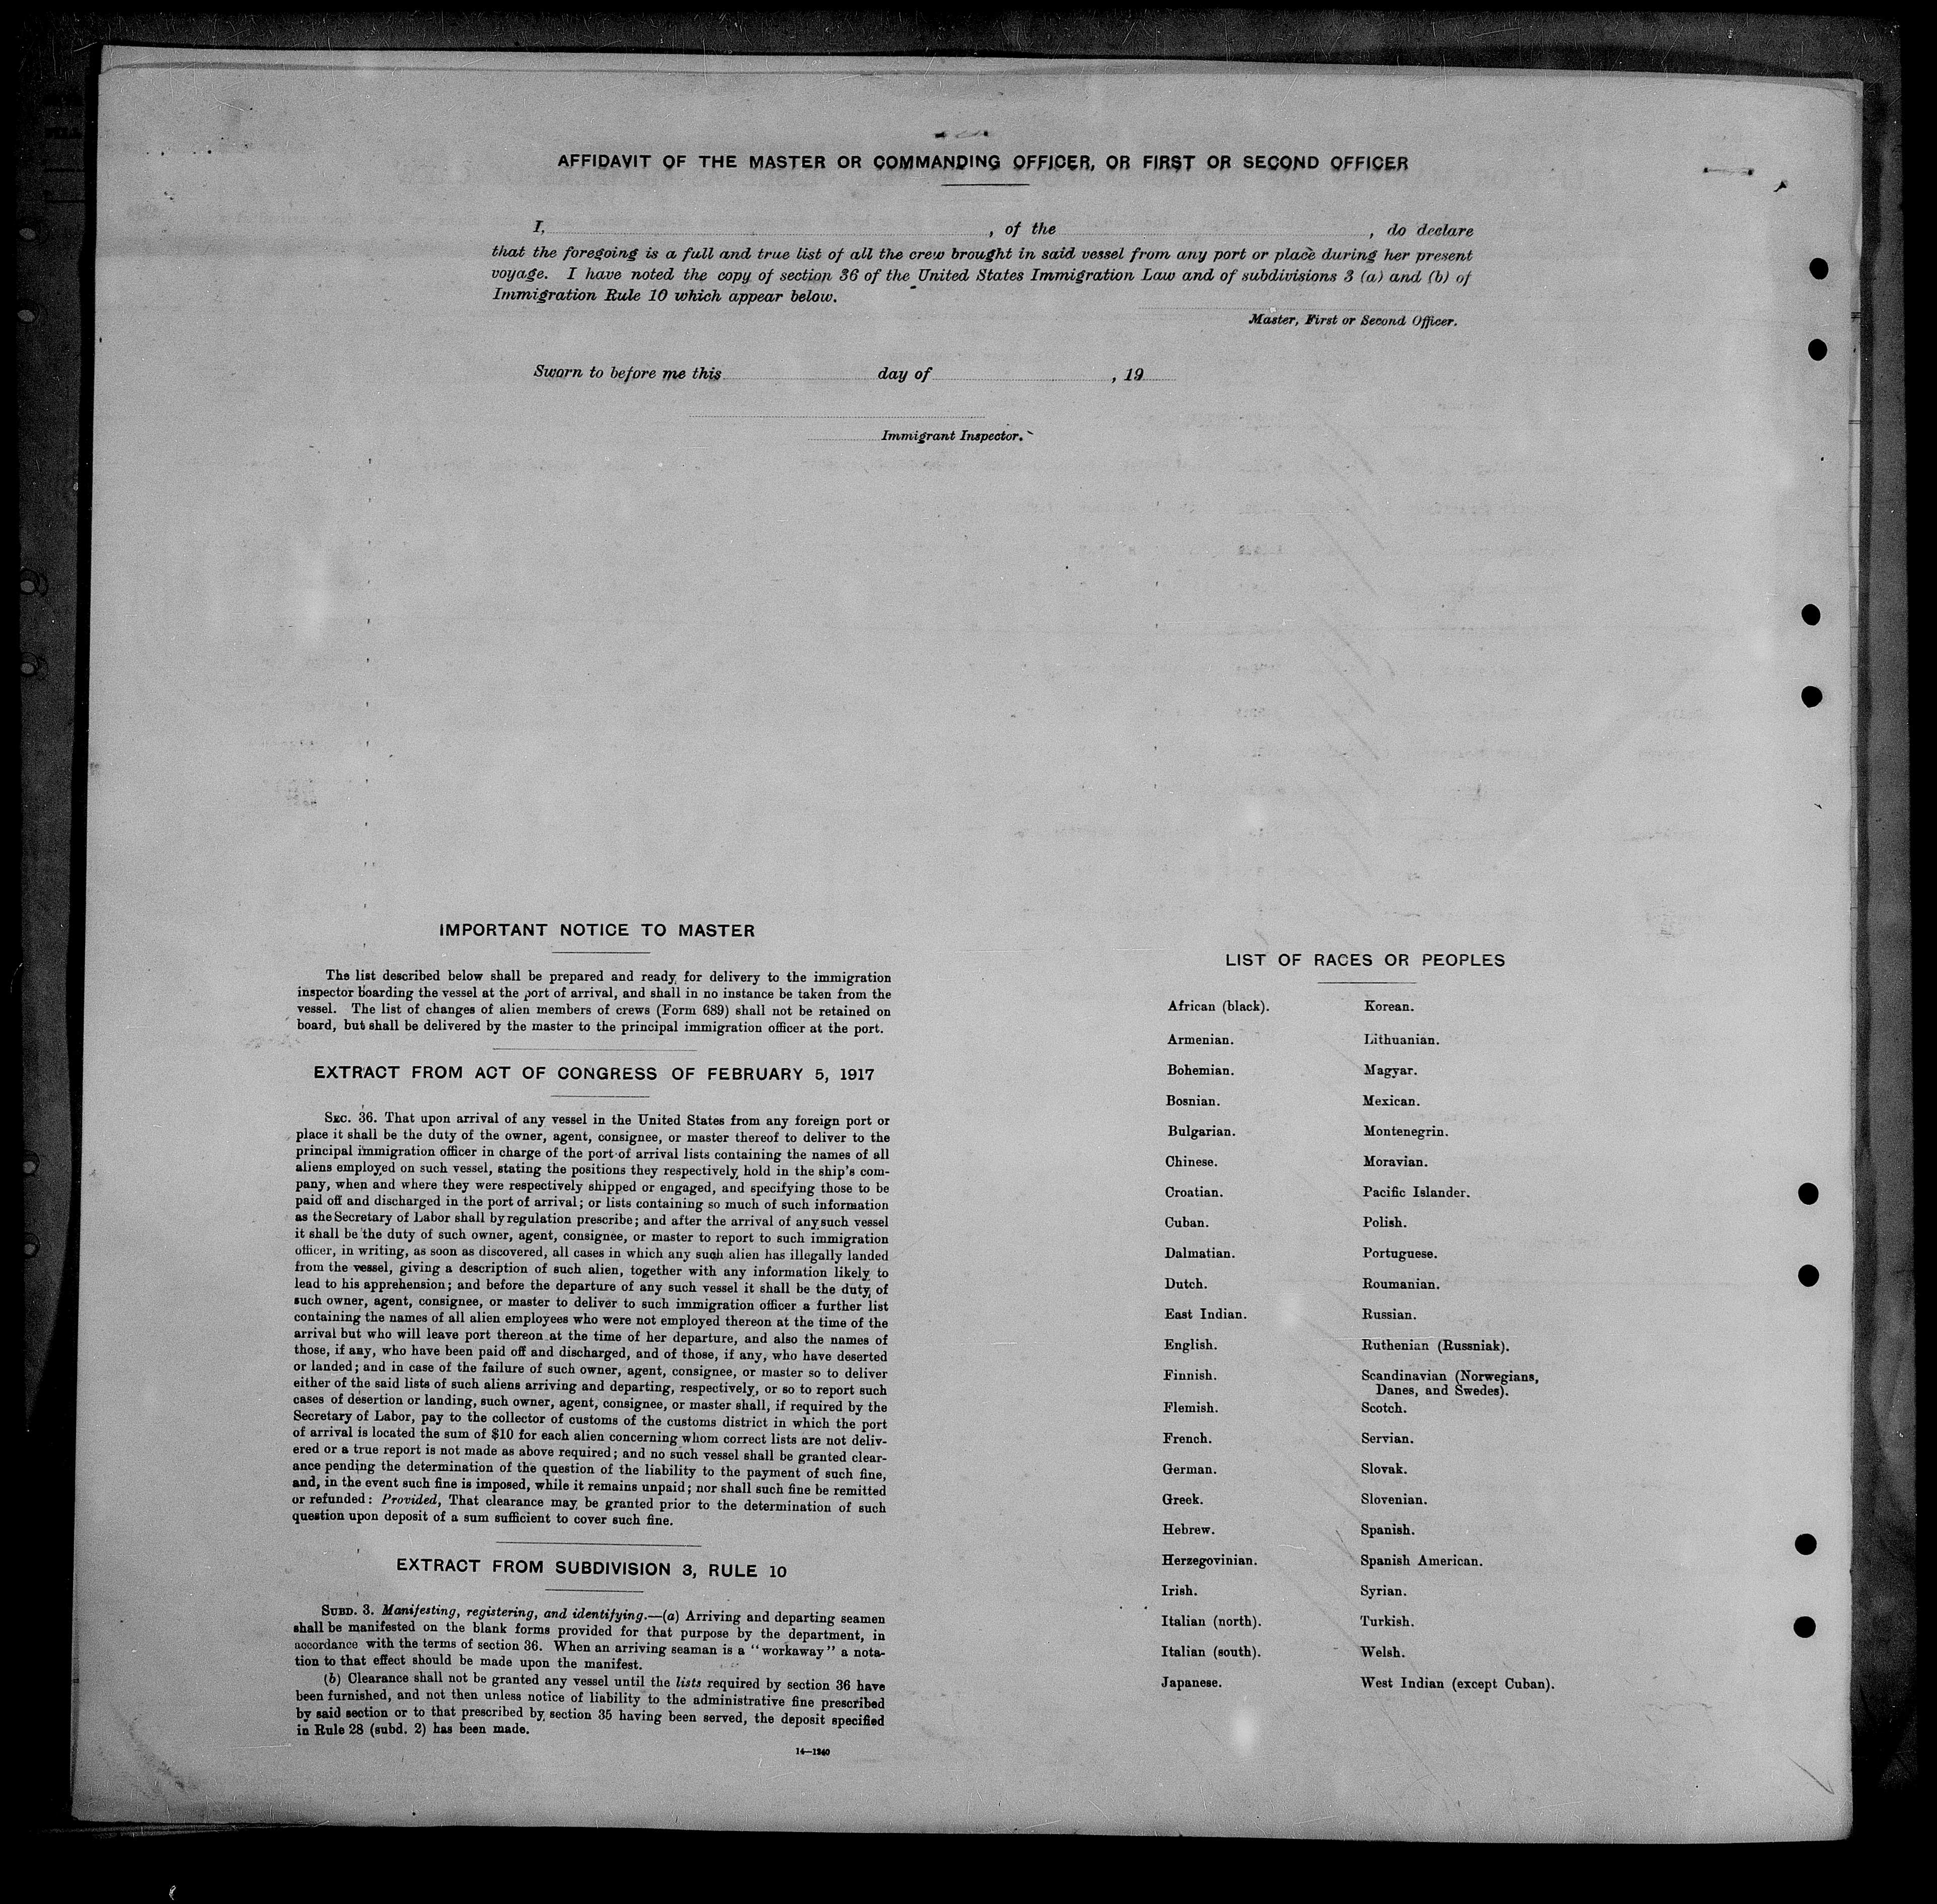 AFFIDAVIT OF THE MASTER OR COMMANDING OFFICER, OR FIRST OR SECOND OFFICER
I, , of the , do declare
that the foregoing is a full and true list of all the crew brought in said vessel from any port or place during her present
voyage. I have noted the copy of section 36 of the United States Immigration Law and of subdivisions 3 (a) and (b) of
Immigration Rule 10 which appear below.
Master, First or Second Officer.
Sworn to before me this day of , 19
Immigrant Inspector.
IMPORTANT NOTICE TO MASTER
The list described below shall be prepared and ready for delivery to the immigration
inspector boarding the vessel at the port of arrival, and shall in no instance be taken from the
vessel. The list of changes of alien members of crews (Form 689) shall not be retained on
board, but shall be delivered by the master to the principal immigration officer at the port.
EXTRACT FROM ACT OF CONGRESS OF FEBRUARY 5, 1917
SEC. 36. That upon arrival of any vessel in the United States from any foreign port or
place it shall be the duty of the owner, agent, consignee, or master thereof to deliver to the
principal immigration officer in charge of the port of arrival lists containing the names of all
aliens employed on such vessel, stating the positions they respectively hold in the ship's com-
pany, when and where they were respectively shipped or engaged, and specifying those to be
paid off and discharged in the port of arrival; or lists containing so much of such information
as the Secretary of Labor shall by regulation prescribe; and after the arrival of any such vessel
it shall be the duty of such owner, agent, consignee, or master to report to such immigration
officer, in writing, as soon as discovered, all cases in which any such alien has illegally landed
from the vessel, giving a description of such alien, together with any information likely to
lead to his apprehension; and before the departure of any such vessel it shall be the duty of
such owner, agent, consignee, or master to deliver to such immigration officer a further list
containing the names of all alien employees who were not employed thereon at the time of the
arrival but who will leave port thereon at the time of her departure, and also the names of
those, if any, who have been paid off and discharged, and of those, if any, who have deserted
or landed; and in case of the failure of such owner, agent, consignee, or master so to deliver
either of the said lists of such aliens arriving and departing, respectively, or so to report such
cases of desertion or landing, such owner, agent, consignee, or master shall, if required by the
Secretary of Labor, pay to the collector of customs of the customs district in which the port
of arrival is located the sum of $10 for each alien concerning whom correct lists are not deliv-
ered or a true report is not made as above required; and no such vessel shall be granted clear-
ance pending the determination of the question of the liability to the payment of such fine,
and, in the event such fine is imposed, while it remains unpaid; nor shall such fine be remitted
or refunded: Provided, That clearance may be granted prior to the determination of such
question upon deposit of a sum sufficient to cover such fine.
EXTRACT FROM SUBDIVISION 3, RULE 10
SUBD. 3. Manifesting, registering, and identifying.—(a) Arriving and departing seamen
shall be manifested on the blank forms provided for that purpose by the department, in
accordance with the terms of section 36. When an arriving seaman is a "workaway" a nota-
tion to that effect should be made upon the manifest.
(b) Clearance shall not be granted any vessel until the lists required by section 36 have
been furnished, and not then unless notice of liability to the administrative fine prescribed
by said section or to that prescribed by section 35 having been served, the deposit specified
in Rule 28 (subd. 2) has been made.
14—1240
LIST OF RACES OR PEOPLES
African (black).
Armenian.
Bohemian.
Bosnian.
Bulgarian.
Chinese.
Croatian.
Cuban.
Dalmatian.
Dutch.
East Indian.
English.
Finnish.
Flemish.
French.
German.
Greek.
Hebrew.
Herzegovinian.
Irish.
Italian (north).
Italian (south).
Japanese.
Korean.
Lithuanian.
Magyar.
Mexican.
Montenegrin.
Moravian.
Pacific Islander.
Polish.
Portuguese.
Roumanian.
Russian.
Ruthenian (Russniak).
Scandinavian (Norwegians,
Danes, and Swedes).
Scotch.
Servian.
Slovak.
Slovenian.
Spanish.
Spanish American.
Syrian.
Turkish.
Welsh.
West Indian (except Cuban).